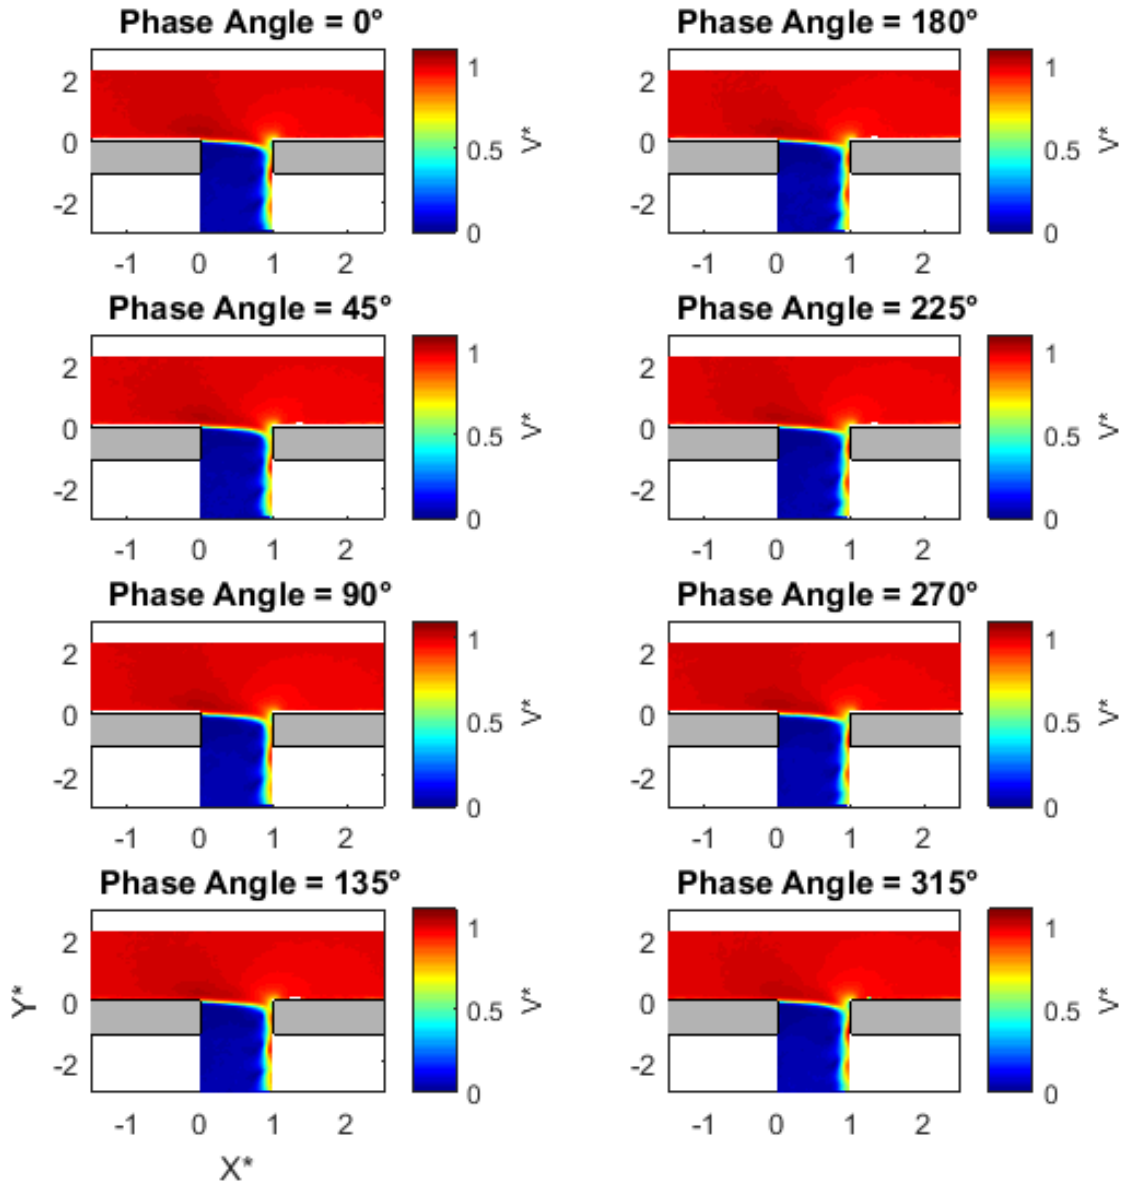 Phase Angle = 0°
2
0
-2
-1 0 1 2
1
0.5
0
V*
Phase Angle = 180°
2
0
-2
-1 0 1 2
1
0.5
0
V*
Phase Angle = 45°
2
0
-2
-1 0 1 2
1
0.5
0
V*
Phase Angle = 225°
2
0
-2
-1 0 1 2
1
0.5
0
V*
Phase Angle = 90°
2
0
-2
-1 0 1 2
1
0.5
0
V*
Phase Angle = 270°
2
0
-2
-1 0 1 2
1
0.5
0
V*
Phase Angle = 135°
Y*
2
0
-2
-1 0 1 2
X*
1
0.5
0
V*
Phase Angle = 315°
2
0
-2
-1 0 1 2
1
0.5
0
V*